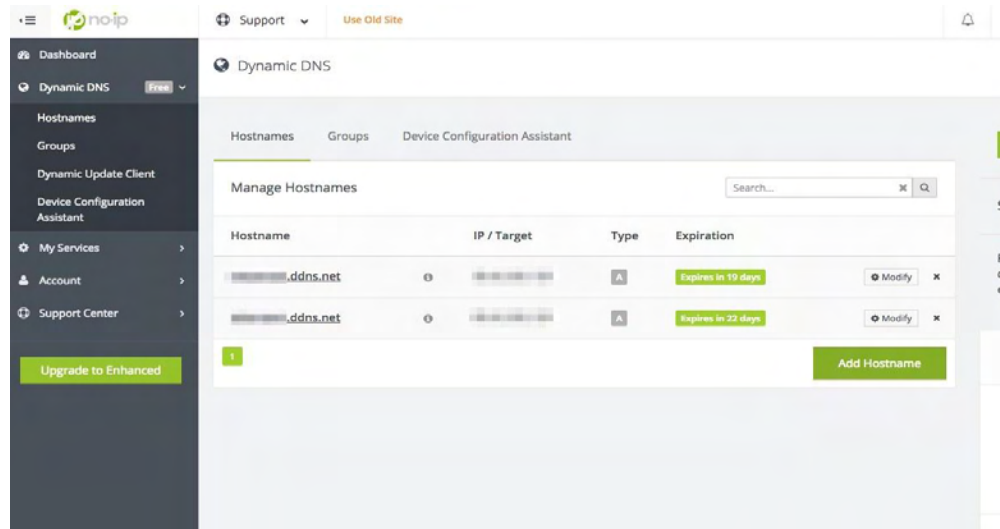 no-ip
Support
Use Old Site
Dashboard
Dynamic DNS
Free
Hostnames
Groups
Dynamic Update Client
Device Configuration
Assistant
My Services
Account
Support Center
Upgrade to Enhanced
Dynamic DNS
Hostnames Groups Device Configuration Assistant
Manage Hostnames
Search...
Hostname IP / Target Type Expiration
.ddns.net A Expires in 19 days Modify
.ddns.net A Expires in 22 days Modify
1
Add Hostname